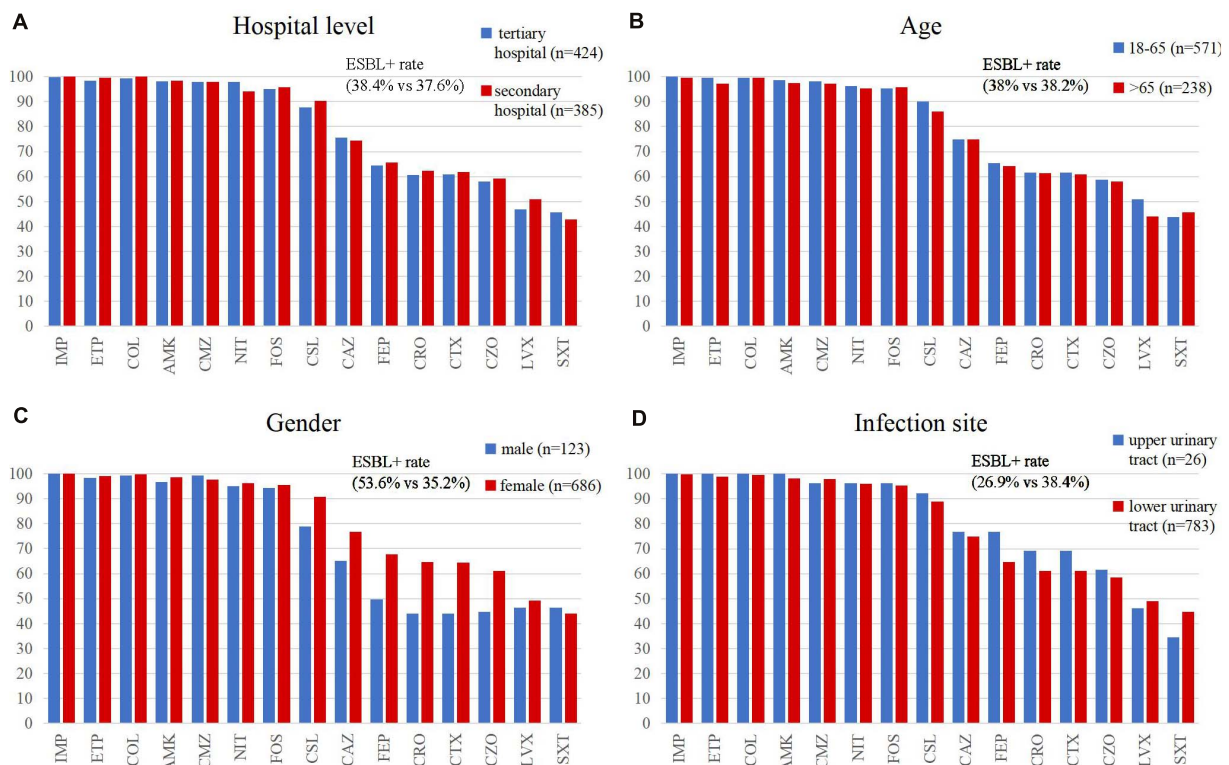 A
Hospital level
tertiary
hospital (n=424)
ESBL+ rate
(38.4% vs 37.6%)
secondary
hospital (n=385)
100
90
80
70
60
50
40
30
20
10
0
IMP
ETP
COL
AMK
CMZ
NIT
FOS
CSL
CAZ
FEP
CRO
CTX
CZO
LVX
SXT
B
Age
18-65 (n=571)
ESBL+ rate
(38% vs 38.2%)
>65 (n=238)
100
90
80
70
60
50
40
30
20
10
0
IMP
ETP
COL
AMK
CMZ
NIT
FOS
CSL
CAZ
FEP
CRO
CTX
CZO
LVX
SXT
C
Gender
male (n=123)
ESBL+ rate
(53.6% vs 35.2%)
female (n=686)
100
90
80
70
60
50
40
30
20
10
0
IMP
ETP
COL
AMK
CMZ
NIT
FOS
CSL
CAZ
FEP
CRO
CTX
CZO
LVX
SXT
D
Infection site
upper urinary
tract (n=26)
ESBL+ rate
(26.9% vs 38.4%)
lower urinary
tract (n=783)
100
90
80
70
60
50
40
30
20
10
0
IMP
ETP
COL
AMK
CMZ
NIT
FOS
CSL
CAZ
FEP
CRO
CTX
CZO
LVX
SXT